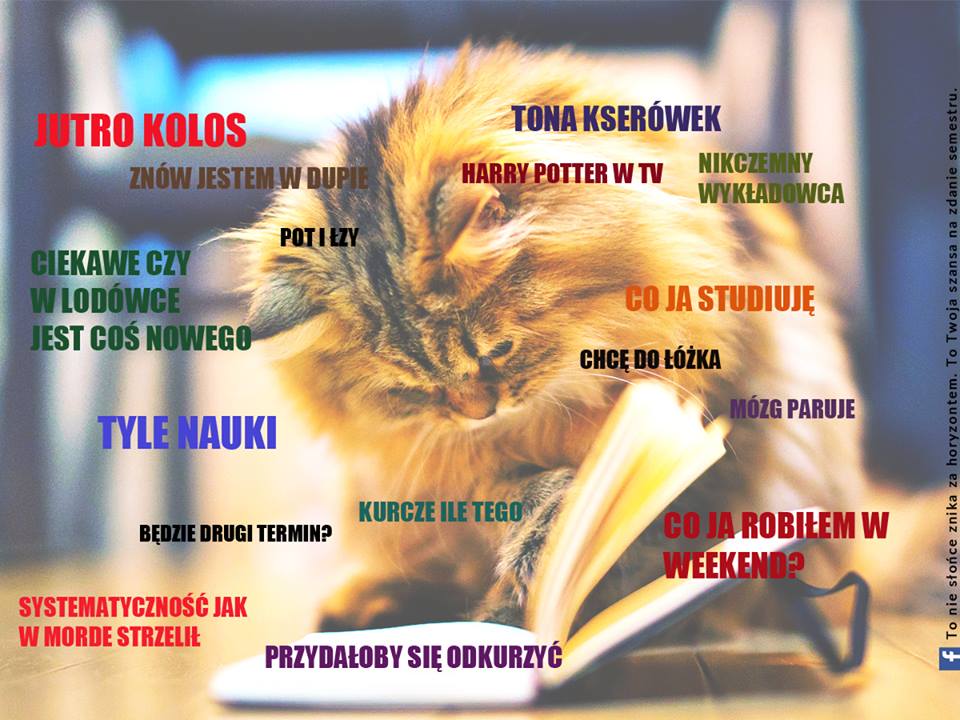 JUTRO KOLOS
TONA KSERÓWEK
ZNÓW JESTEM W DUPIE
HARRY POTTER W TV
NIKCZEMNY
WYKŁADOWCA
POT I ŁZY
CIEKAWE CZY
W LODÓWCE
JEST COŚ NOWEGO
CO JA STUDIUJĘ
CHCĘ DO ŁÓŻKA
MÓZG PARUJE
TYLE NAUKI
KURCZE ILE TEGO
BĘDZIE DRUGI TERMIN?
CO JA ROBIŁEM W
WEEKEND?
SYSTEMATYCZNOŚĆ JAK
W MORDE STRZELIŁ
PRZYDAŁOBY SIĘ ODKURZYĆ
f To nie słońce znika za horyzontem. To Twoja szansa na zdanie semestru.